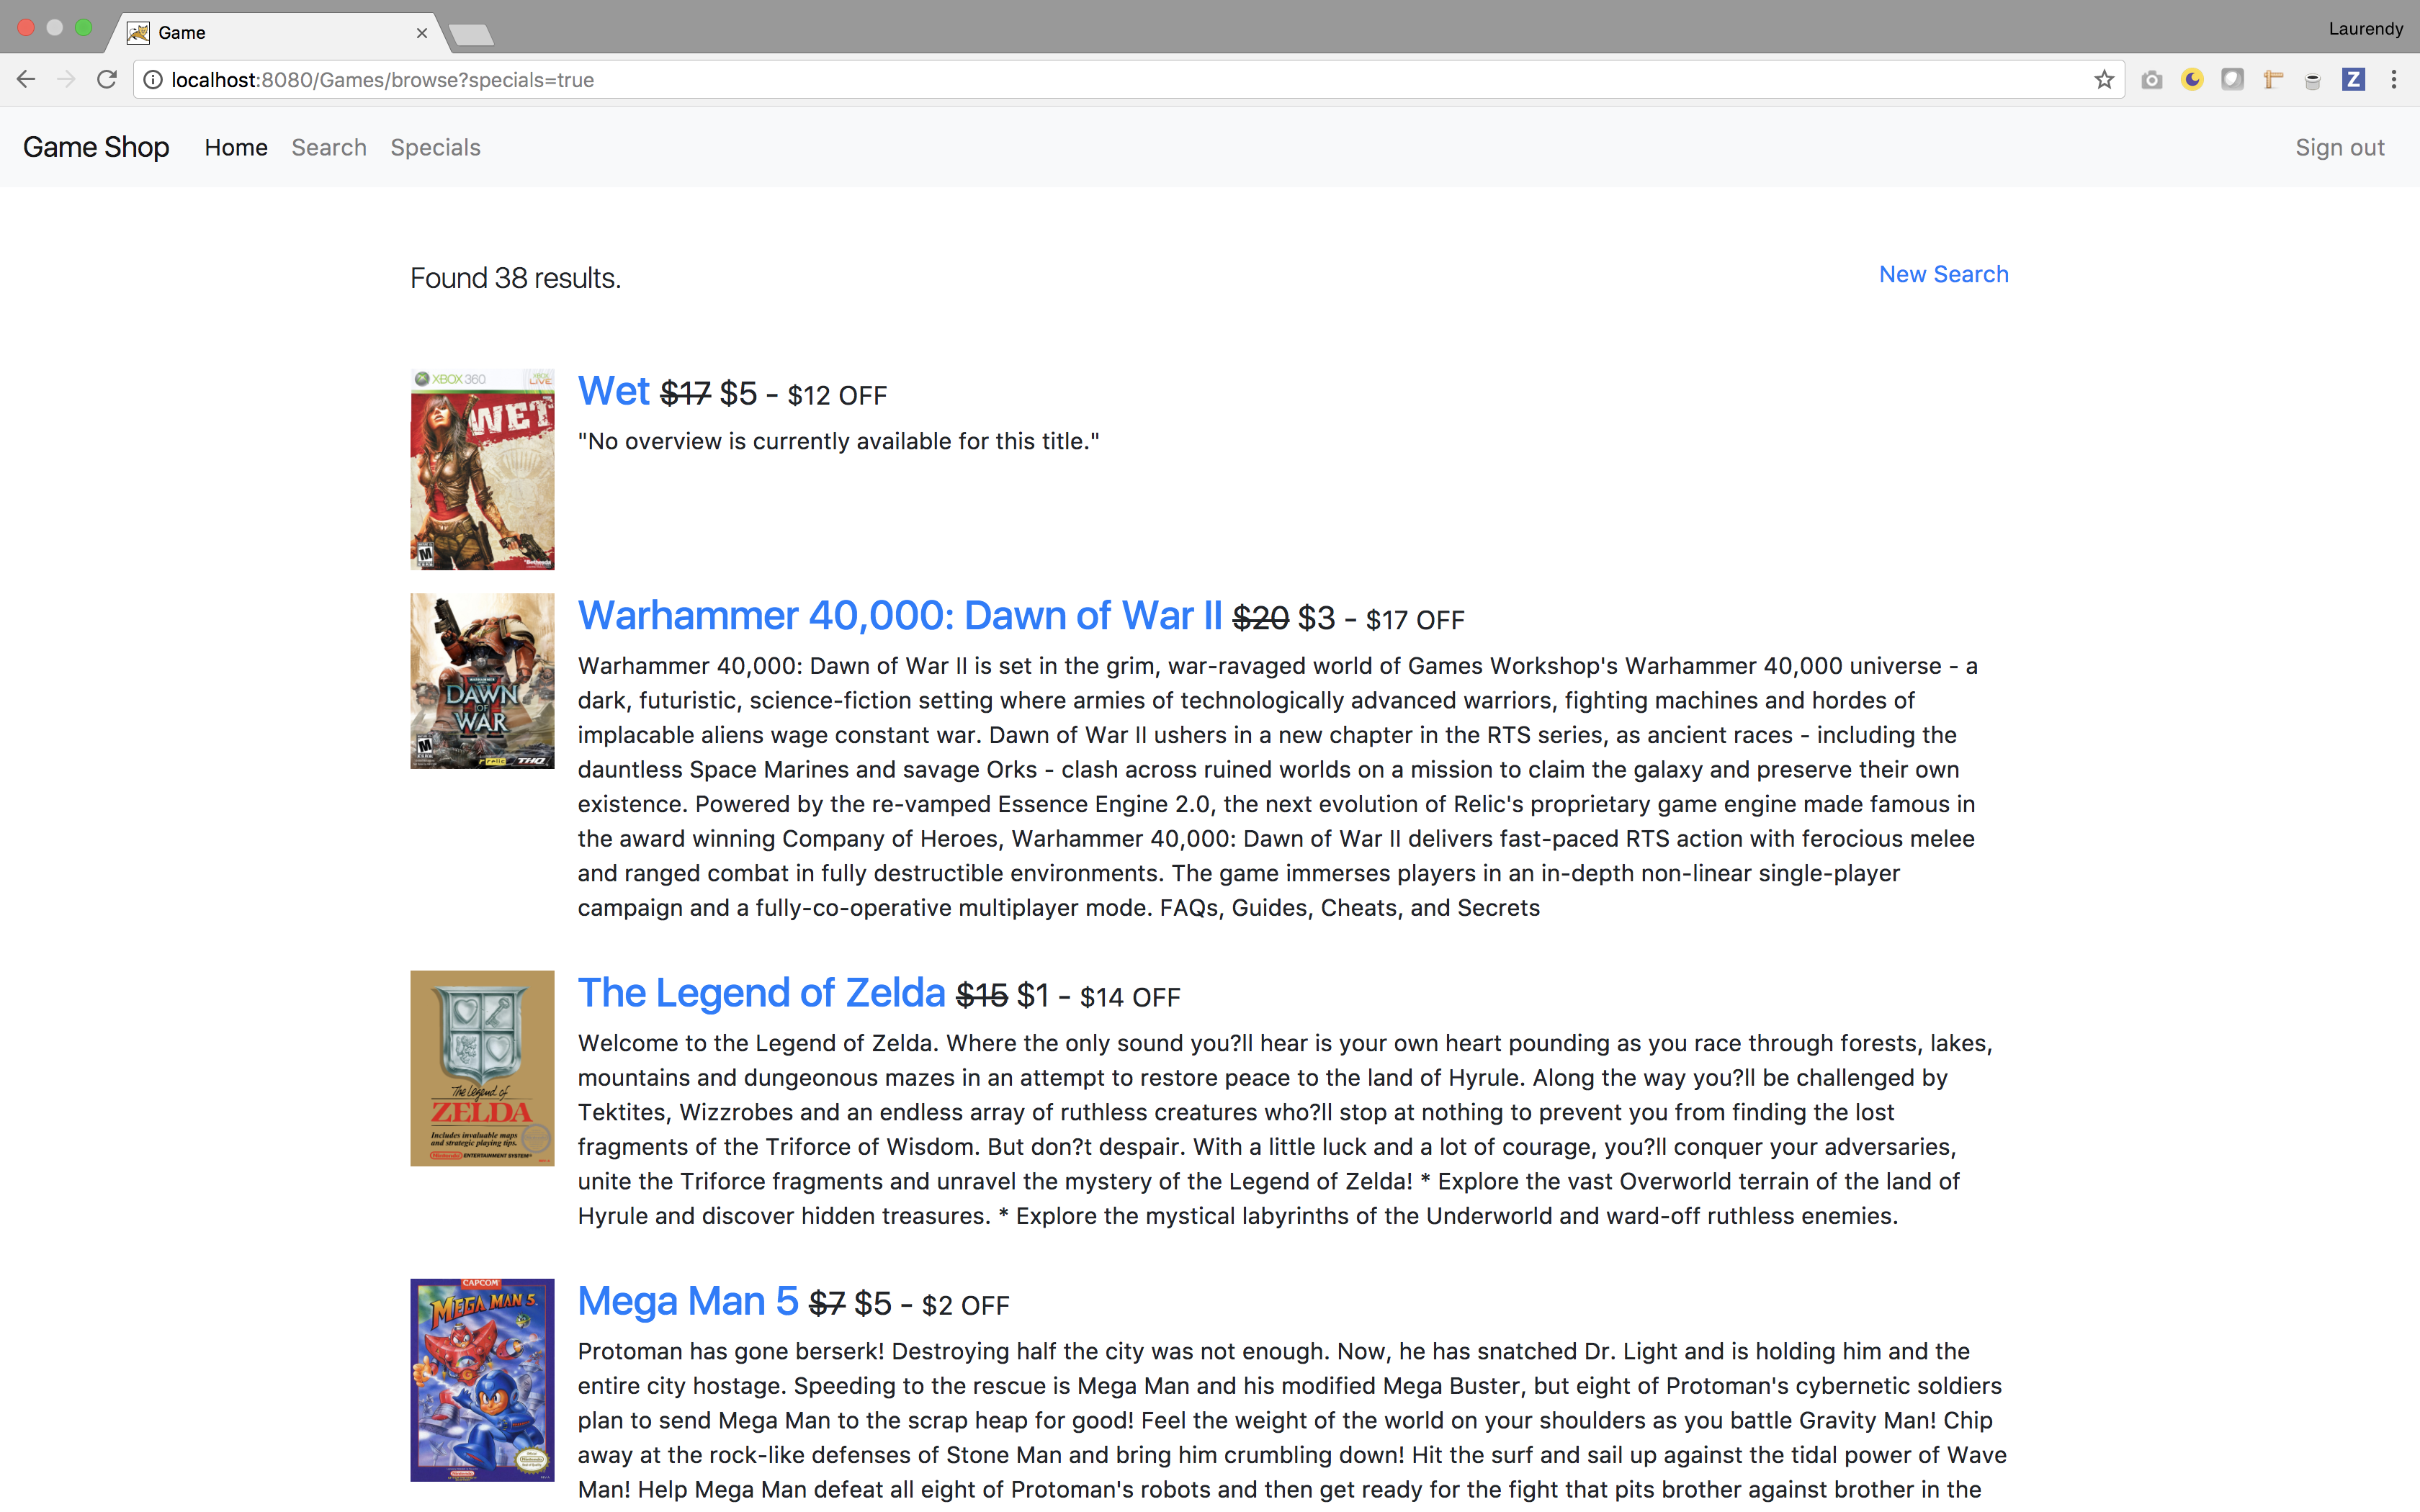 Game
Laurendy
localhost:8080/Games/browse?specials=true
Z
Game Shop Home Search Specials Sign out
Found 38 results. New Search
XBOX 360 XBOX LIVE
WET
M
Bethesda
Wet $17 $5 - $12 OFF
"No overview is currently available for this title."
DAWN
OF
WAR
II
M
relic THQ
Warhammer 40,000: Dawn of War II $20 $3 - $17 OFF
Warhammer 40,000: Dawn of War II is set in the grim, war-ravaged world of Games Workshop's Warhammer 40,000 universe - a
dark, futuristic, science-fiction setting where armies of technologically advanced warriors, fighting machines and hordes of
implacable aliens wage constant war. Dawn of War II ushers in a new chapter in the RTS series, as ancient races - including the
dauntless Space Marines and savage Orks - clash across ruined worlds on a mission to claim the galaxy and preserve their own
existence. Powered by the re-vamped Essence Engine 2.0, the next evolution of Relic's proprietary game engine made famous in
the award winning Company of Heroes, Warhammer 40,000: Dawn of War II delivers fast-paced RTS action with ferocious melee
and ranged combat in fully destructible environments. The game immerses players in an in-depth non-linear single-player
campaign and a fully-co-operative multiplayer mode. FAQs, Guides, Cheats, and Secrets
The Legend of
ZELDA
Includes invaluable maps
and strategic playing tips.
Nintendo ENTERTAINMENT SYSTEM
The Legend of Zelda $15 $1 - $14 OFF
Welcome to the Legend of Zelda. Where the only sound you?ll hear is your own heart pounding as you race through forests, lakes,
mountains and dungeonous mazes in an attempt to restore peace to the land of Hyrule. Along the way you?ll be challenged by
Tektites, Wizzrobes and an endless array of ruthless creatures who?ll stop at nothing to prevent you from finding the lost
fragments of the Triforce of Wisdom. But don?t despair. With a little luck and a lot of courage, you?ll conquer your adversaries,
unite the Triforce fragments and unravel the mystery of the Legend of Zelda! * Explore the vast Overworld terrain of the land of
Hyrule and discover hidden treasures. * Explore the mystical labyrinths of the Underworld and ward-off ruthless enemies.
CAPCOM
MEGA MAN 5
Nintendo
Mega Man 5 $7 $5 - $2 OFF
Protoman has gone berserk! Destroying half the city was not enough. Now, he has snatched Dr. Light and is holding him and the
entire city hostage. Speeding to the rescue is Mega Man and his modified Mega Buster, but eight of Protoman's cybernetic soldiers
plan to send Mega Man to the scrap heap for good! Feel the weight of the world on your shoulders as you battle Gravity Man! Chip
away at the rock-like defenses of Stone Man and bring him crumbling down! Hit the surf and sail up against the tidal power of Wave
Man! Help Mega Man defeat all eight of Protoman's robots and then get ready for the fight that pits brother against brother in the